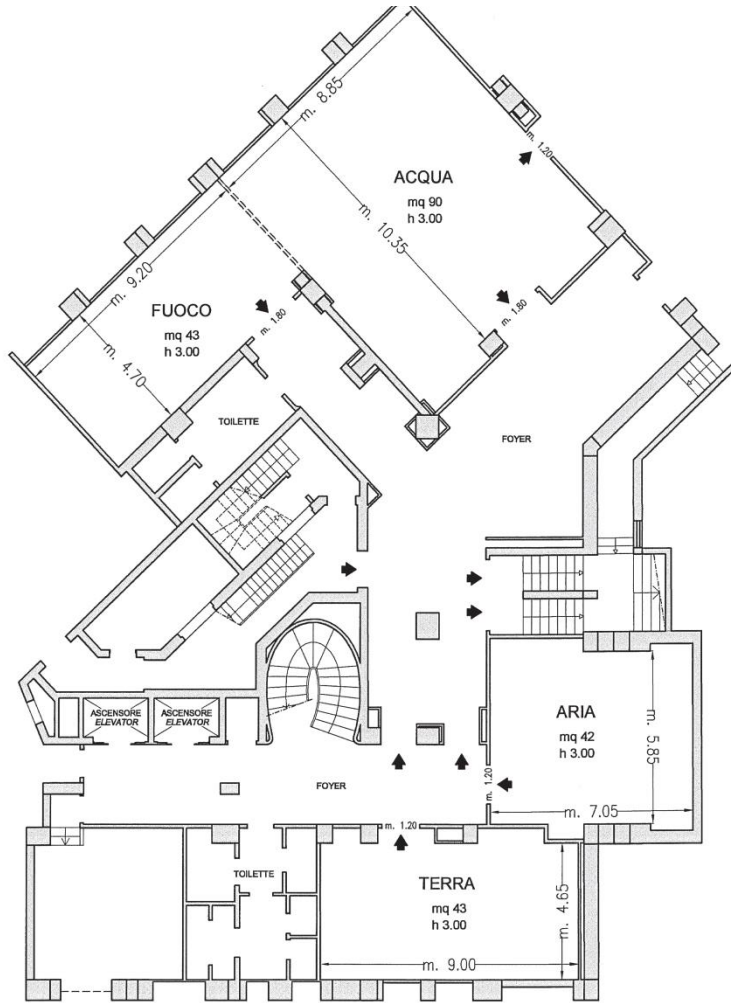 m. 8.85
m. 1.20
ACQUA
mq 90
h 3.00
m. 10.35
m. 9.20
FUOCO
mq 43
h 3.00
m. 1.80
m. 1.80
m. 4.70
TOILETTE
FOYER
ASCENSORE
ELEVATOR
ASCENSORE
ELEVATOR
ARIA
mq 42
h 3.00
m. 5.85
m. 1.20
m. 7.05
FOYER
m. 1.20
TOILETTE
TERRA
mq 43
h 3.00
m. 4.65
m. 9.00